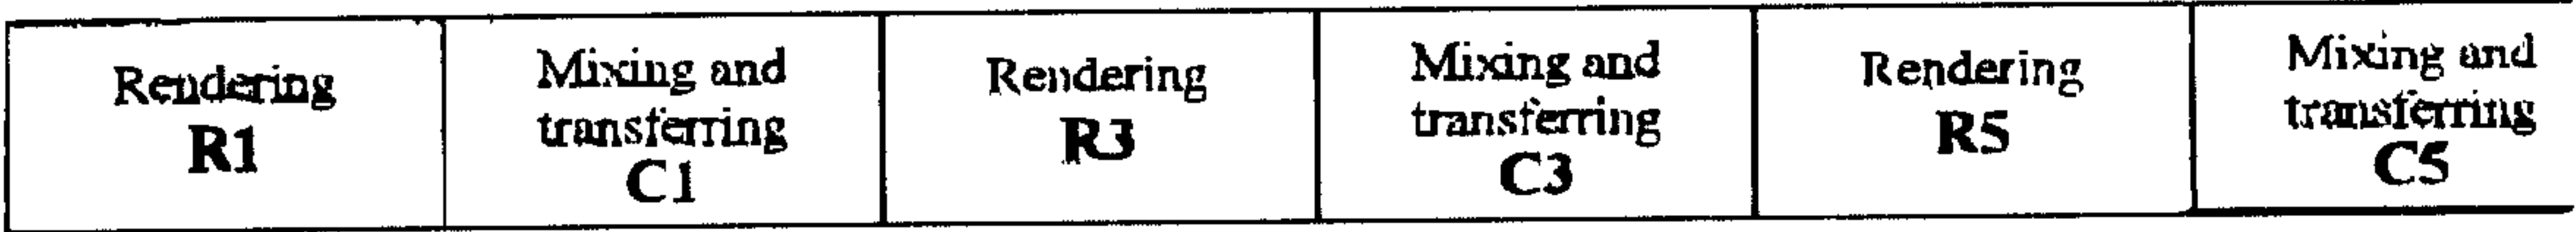 Rendering
R1
Mixing and
transferring
C1
Rendering
R3
Mixing and
transferring
C3
Rendering
R5
Mixing and
transferring
C5